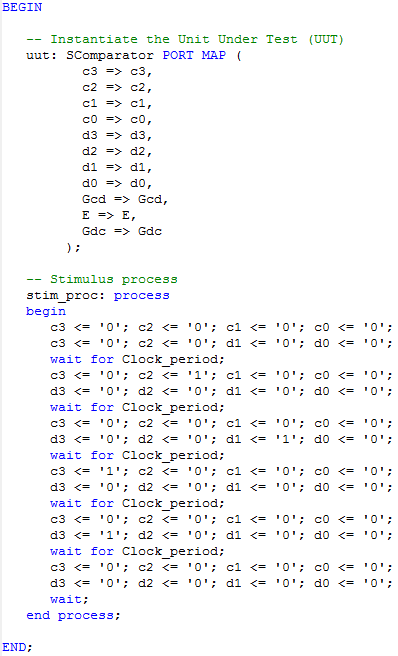 BEGIN
-- Instantiate the Unit Under Test (UUT)
uut: SComparator PORT MAP (
c3 => c3,
c2 => c2,
c1 => c1,
c0 => c0,
d3 => d3,
d2 => d2,
d1 => d1,
d0 => d0,
Gcd => Gcd,
E => E,
Gdc => Gdc
);
-- Stimulus process
stim_proc: process
begin
c3 <= '0'; c2 <= '0'; c1 <= '0'; c0 <= '0';
c3 <= '0'; c2 <= '0'; d1 <= '0'; d0 <= '0';
wait for Clock_period;
c3 <= '0'; c2 <= '1'; c1 <= '0'; c0 <= '0';
d3 <= '0'; d2 <= '0'; d1 <= '0'; d0 <= '0';
wait for Clock_period;
c3 <= '0'; c2 <= '0'; c1 <= '0'; c0 <= '0';
d3 <= '0'; d2 <= '0'; d1 <= '1'; d0 <= '0';
wait for Clock_period;
c3 <= '1'; c2 <= '0'; c1 <= '0'; c0 <= '0';
d3 <= '0'; d2 <= '0'; d1 <= '0'; d0 <= '0';
wait for Clock_period;
c3 <= '0'; c2 <= '0'; c1 <= '0'; c0 <= '0';
d3 <= '1'; d2 <= '0'; d1 <= '0'; d0 <= '0';
wait for Clock_period;
c3 <= '0'; c2 <= '0'; c1 <= '0'; c0 <= '0';
d3 <= '0'; d2 <= '0'; d1 <= '0'; d0 <= '0';
wait;
end process;
END;